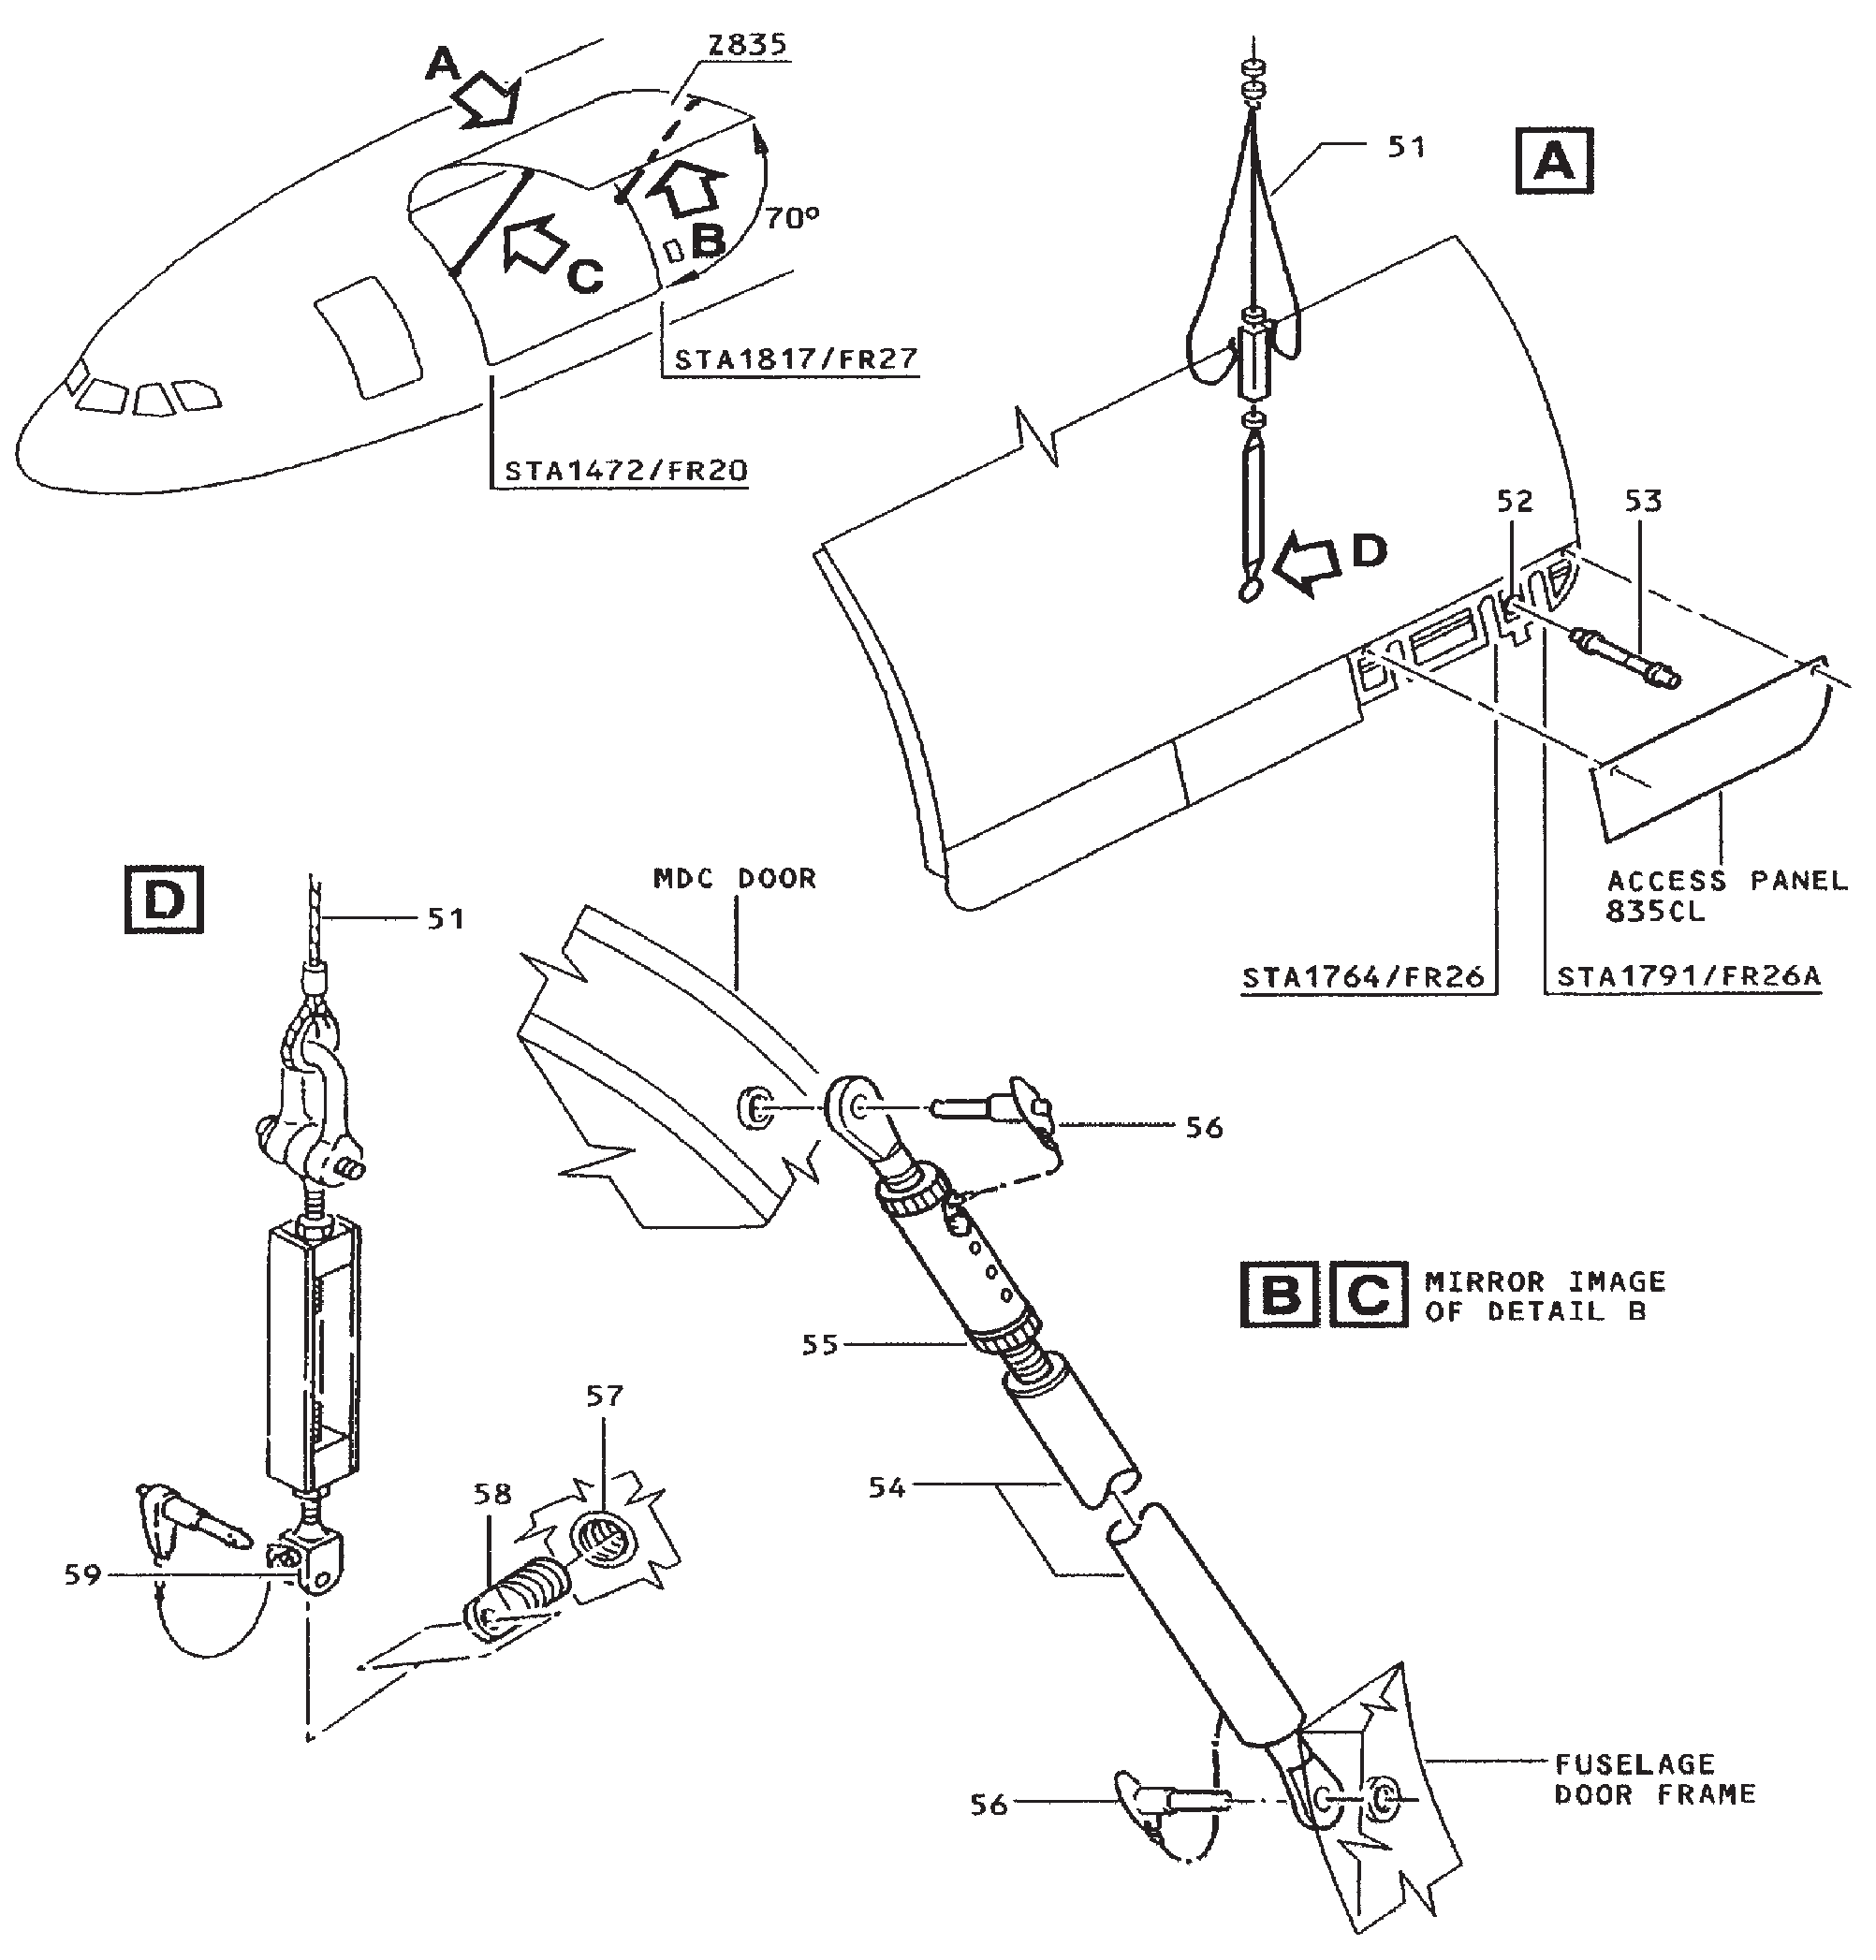 A
Z835
70º
B
C
STA1817/FR27
STA1472/FR20
51
A
52
53
D
ACCESS PANEL
835CL
STA1764/FR26
STA1791/FR26A
D
51
MDC DOOR
56
B
C
MIRROR IMAGE
OF DETAIL B
55
57
58
54
59
56
FUSELAGE
DOOR FRAME